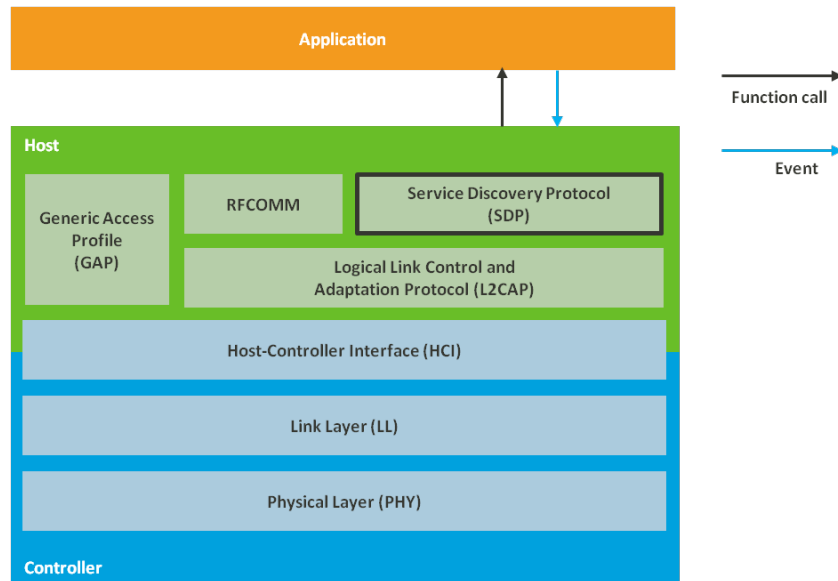 Application
Function call
Event
Host
Generic Access
Profile
(GAP)
RFCOMM
Service Discovery Protocol
(SDP)
Logical Link Control and
Adaptation Protocol (L2CAP)
Host-Controller Interface (HCI)
Link Layer (LL)
Physical Layer (PHY)
Controller